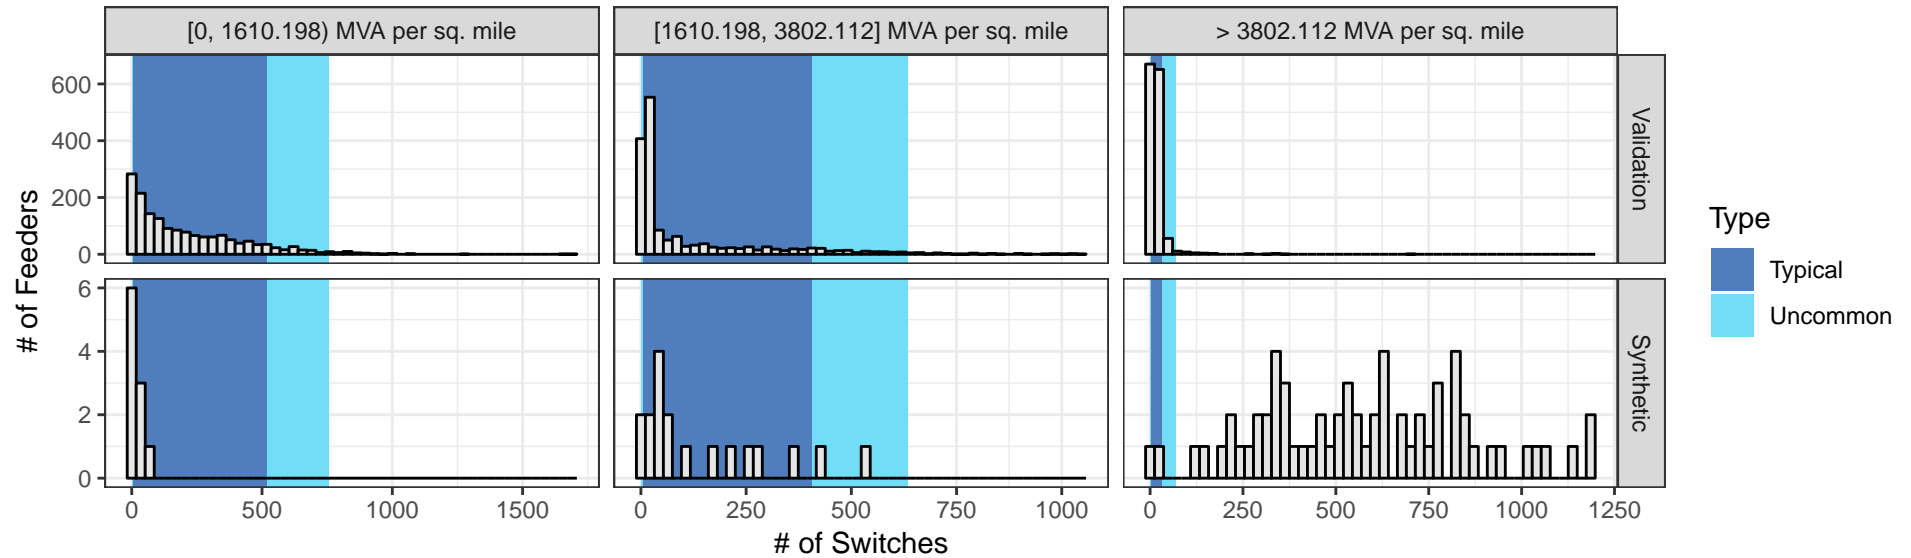 [0, 1610.198) MVA per sq. mile
[1610.198, 3802.112] MVA per sq. mile
> 3802.112 MVA per sq. mile
# of Feeders
600
400
200
0
Validation
6
4
2
0
Synthetic
0 500 1000 1500
0 250 500 750 1000
0 250 500 750 1000 1250
# of Switches
Type
Typical
Uncommon